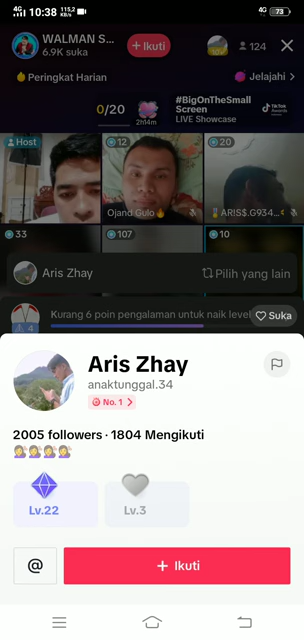 4G 10:38 115,2 KB/s 4G 73
WALMAN S...
6.9K suka
+ Ikuti
124
Peringkat Harian
Jelajahi >
0/20
2h14m
#BigOnTheSmall
Screen
LIVE Showcase
TikTok
Awards
Host
12
20
Ojand Gulo
ARIS$.G934...
33
107
10
Aris Zhay
Pilih yang lain
4
Kurang 6 poin pengalaman untuk naik level
Suka
Aris Zhay
anaktunggal.34
No. 1 >
2005 followers · 1804 Mengikuti
Lv.22
Lv.3
@
+ Ikuti